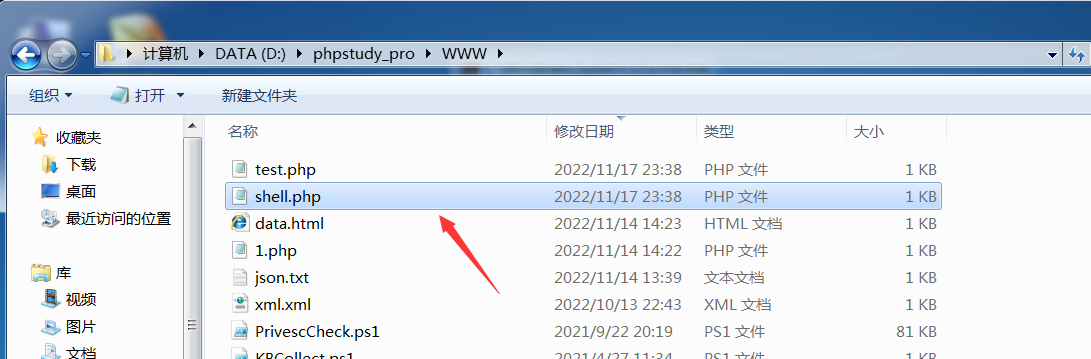 计算机 DATA (D:) phpstudy_pro WWW
组织 打开 新建文件夹
名称 修改日期 类型 大小
收藏夹
下载
桌面
最近访问的位置
库
视频
图片
文档
test.php 2022/11/17 23:38 PHP 文件 1 KB
shell.php 2022/11/17 23:38 PHP 文件 1 KB
data.html 2022/11/14 14:23 HTML 文档 1 KB
1.php 2022/11/14 14:22 PHP 文件 1 KB
json.txt 2022/11/14 13:39 文本文档 1 KB
xml.xml 2022/10/13 22:43 XML 文档 1 KB
PrivescCheck.ps1 2021/9/22 20:19 PS1 文件 81 KB
KBCollect.ps1 2021/4/27 11:34 PS1 文件 1 KB